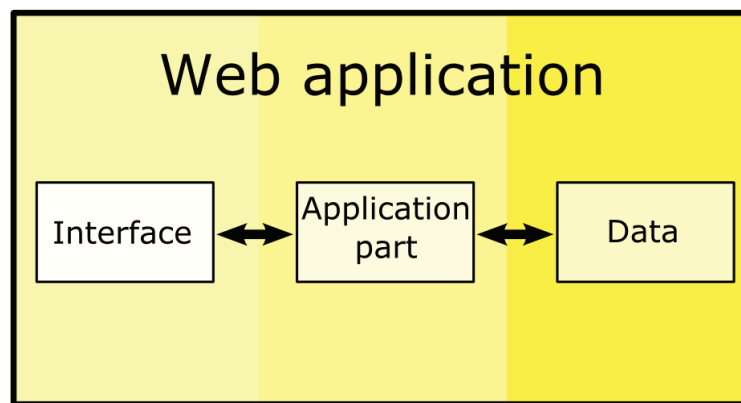 Web application
Interface
Application
part
Data